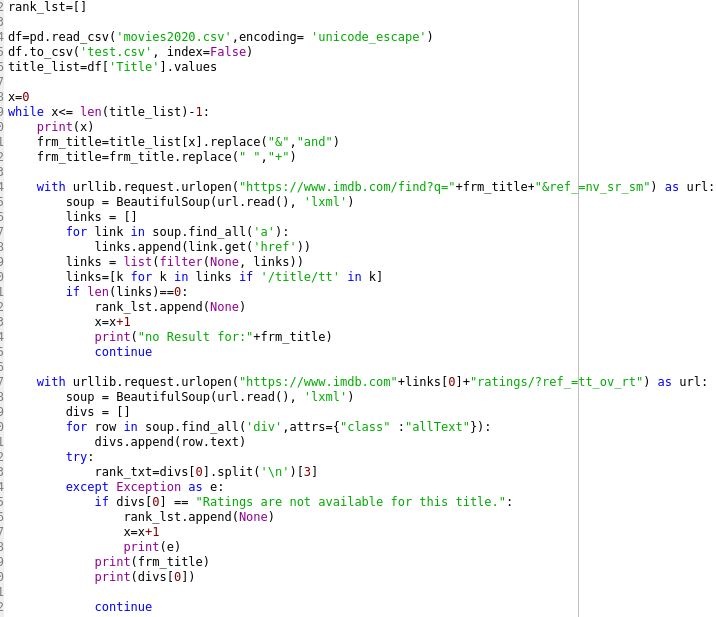 rank_lst=[]
df=pd.read_csv('movies2020.csv',encoding= 'unicode_escape')
df.to_csv('test.csv', index=False)
title_list=df['Title'].values
x=0
while x<= len(title_list)-1:
    print(x)
    frm_title=title_list[x].replace("&","and")
    frm_title=frm_title.replace(" ","+")
    with urllib.request.urlopen("https://www.imdb.com/find?q="+frm_title+"&ref_=nv_sr_sm") as url:
        soup = BeautifulSoup(url.read(), 'lxml')
        links = []
        for link in soup.find_all('a'):
            links.append(link.get('href'))
        links = list(filter(None, links))
        links=[k for k in links if '/title/tt' in k]
        if len(links)==0:
            rank_lst.append(None)
            x=x+1
            print("no Result for:"+frm_title)
            continue
    with urllib.request.urlopen("https://www.imdb.com"+links[0]+"ratings/?ref_=tt_ov_rt") as url:
        soup = BeautifulSoup(url.read(), 'lxml')
        divs = []
        for row in soup.find_all('div',attrs={"class" :"allText"}):
            divs.append(row.text)
        try:
            rank_txt=divs[0].split('\n')[3]
        except Exception as e:
            if divs[0] == "Ratings are not available for this title.":
                rank_lst.append(None)
                x=x+1
                print(e)
            print(frm_title)
            print(divs[0])
            continue